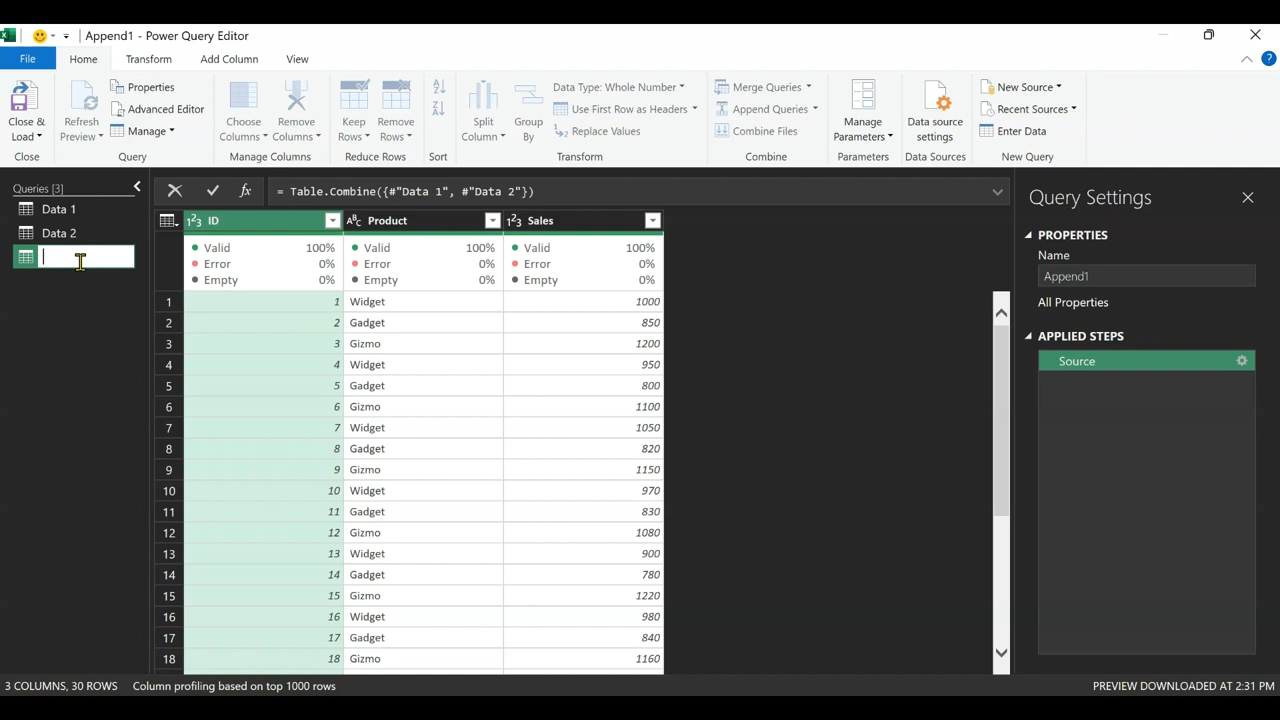 Append1 - Power Query Editor
File Home Transform Add Column View
Close & Load
Close
Refresh Preview
Properties
Advanced Editor
Manage
Query
Choose Columns
Remove Columns
Manage Columns
Keep Rows
Remove Rows
Reduce Rows
Sort
Split Column
Group By
Data Type: Whole Number
Use First Row as Headers
Replace Values
Transform
Merge Queries
Append Queries
Combine Files
Combine
Manage Parameters
Parameters
Data source settings
Data Sources
New Source
Recent Sources
Enter Data
New Query
Queries [3]
Data 1
Data 2
fx = Table.Combine({#"Data 1", #"Data 2"})
1²3 ID ABC Product 1²3 Sales
Valid 100% Valid 100% Valid 100%
Error 0% Error 0% Error 0%
Empty 0% Empty 0% Empty 0%
1 1 Widget 1000
2 2 Gadget 850
3 3 Gizmo 1200
4 4 Widget 950
5 5 Gadget 800
6 6 Gizmo 1100
7 7 Widget 1050
8 8 Gadget 820
9 9 Gizmo 1150
10 10 Widget 970
11 11 Gadget 830
12 12 Gizmo 1080
13 13 Widget 900
14 14 Gadget 780
15 15 Gizmo 1220
16 16 Widget 980
17 17 Gadget 840
18 18 Gizmo 1160
Query Settings
PROPERTIES
Name
Append1
All Properties
APPLIED STEPS
Source
3 COLUMNS, 30 ROWS Column profiling based on top 1000 rows PREVIEW DOWNLOADED AT 2:31 PM